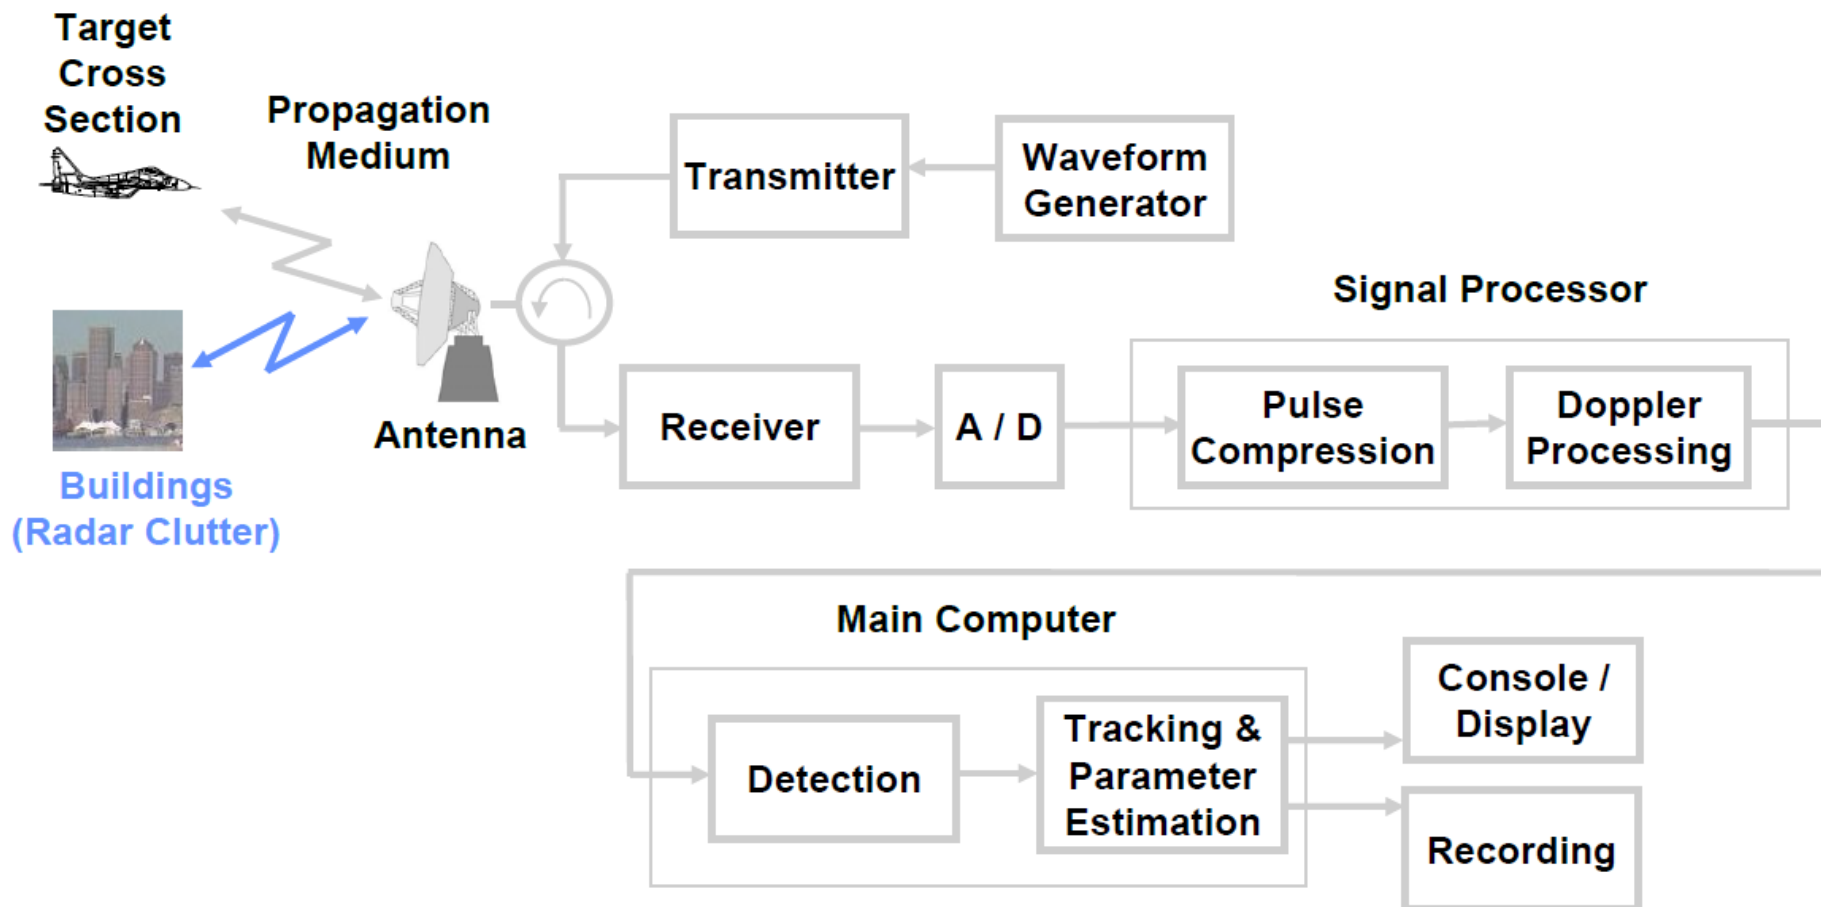 Target
Cross
Section
Propagation
Medium
Transmitter
Waveform
Generator
Signal Processor
Antenna
Receiver
A / D
Pulse
Compression
Doppler
Processing
Buildings
(Radar Clutter)
Main Computer
Detection
Tracking &
Parameter
Estimation
Console /
Display
Recording